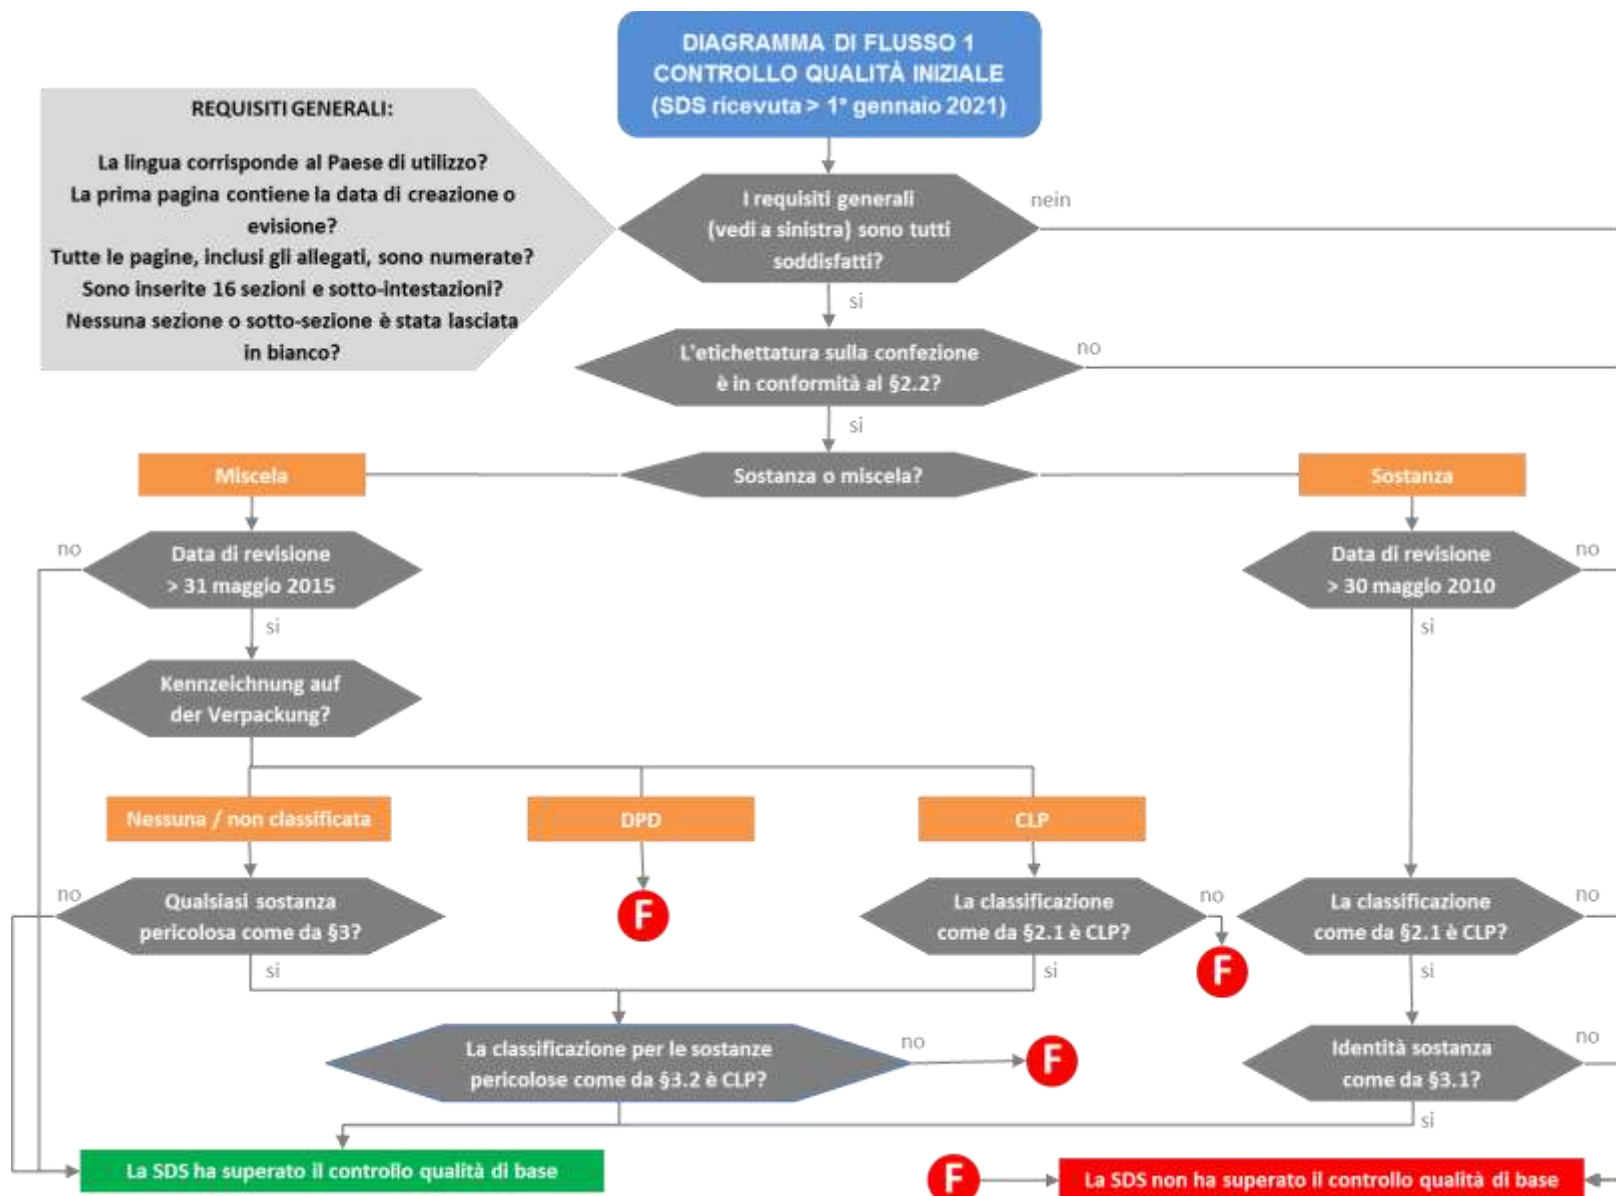 DIAGRAMMA DI FLUSSO 1
CONTROLLO QUALITÀ INIZIALE
(SDS ricevuta > 1° gennaio 2021)
REQUISITI GENERALI:
La lingua corrisponde al Paese di utilizzo?
La prima pagina contiene la data di creazione o
evisione?
Tutte le pagine, inclusi gli allegati, sono numerate?
Sono inserite 16 sezioni e sotto-intestazioni?
Nessuna sezione o sotto-sezione è stata lasciata
in bianco?
I requisiti generali
(vedi a sinistra) sono tutti
soddisfatti?
nein
si
L'etichettatura sulla confezione
è in conformità al §2.2?
no
si
Miscela
Sostanza o miscela?
Sostanza
no
Data di revisione
> 31 maggio 2015
si
Data di revisione
> 30 maggio 2010
no
si
Kennzeichnung auf
der Verpackung?
Nessuna / non classificata
DPD
CLP
no
Qualsiasi sostanza
pericolosa come da §3?
si
F
La classificazione
come da §2.1 è CLP?
no
si
F
La classificazione
come da §2.1 è CLP?
no
si
La classificazione per le sostanze
pericolose come da §3.2 è CLP?
no
F
Identità sostanza
come da §3.1?
no
si
La SDS ha superato il controllo qualità di base
F
La SDS non ha superato il controllo qualità di base